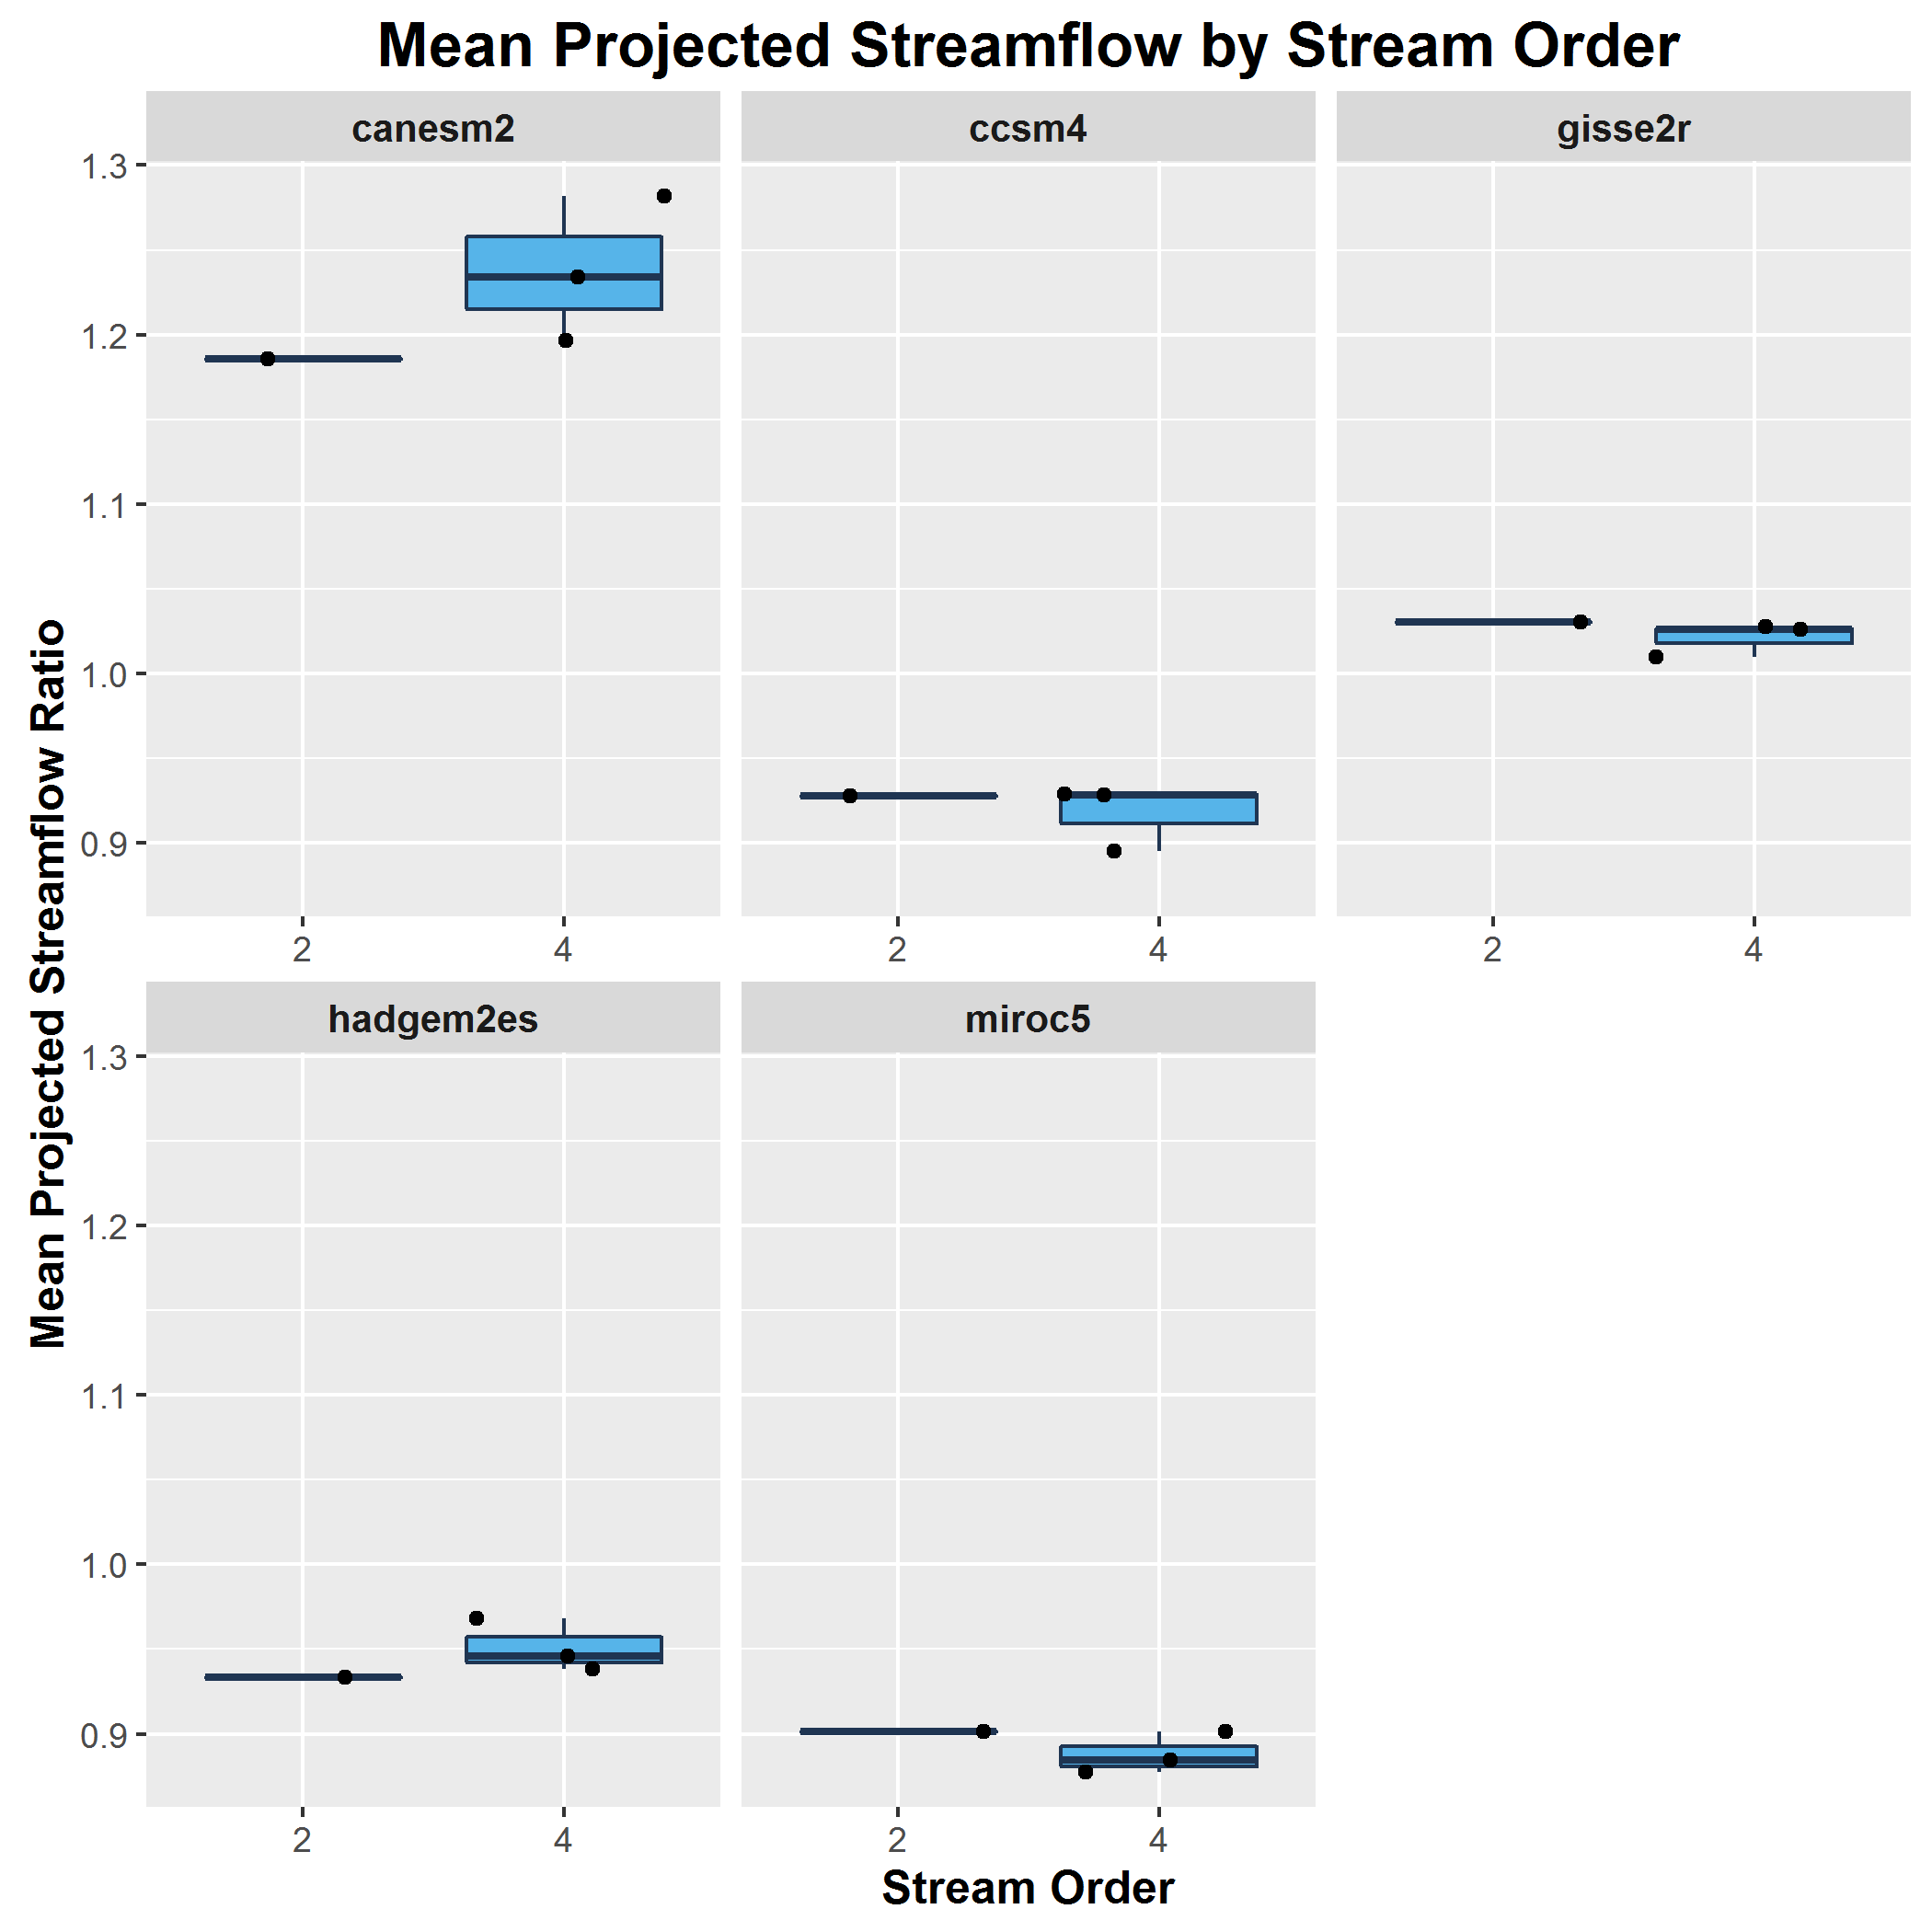 Mean Projected Streamflow by Stream Order
canesm2
ccsm4
gisse2r
1.3
1.2
1.1
1.0
0.9
2
4
2
4
2
4
Mean Projected Streamflow Ratio
hadgem2es
miroc5
1.3
1.2
1.1
1.0
0.9
2
4
2
4
Stream Order